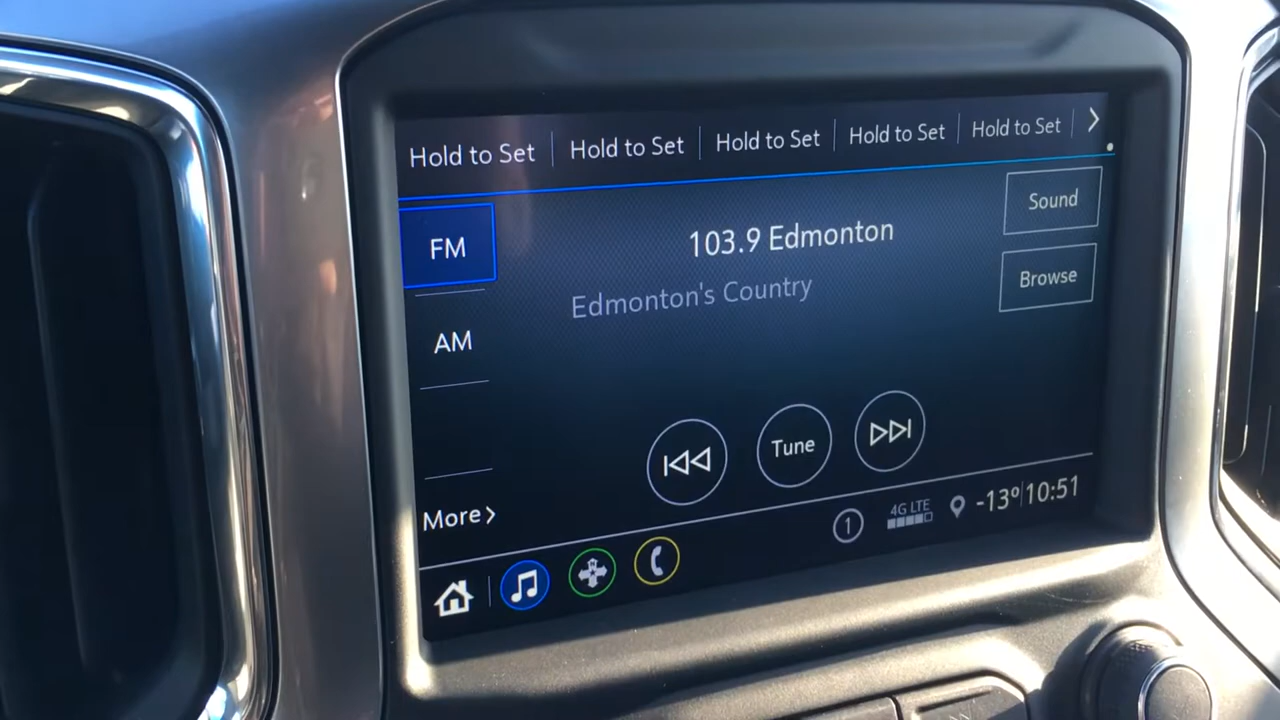 Hold to Set Hold to Set Hold to Set Hold to Set Hold to Set
FM
103.9 Edmonton
Sound
Edmonton's Country
Browse
AM
Tune
More
1
4G LTE
-13° 10:51